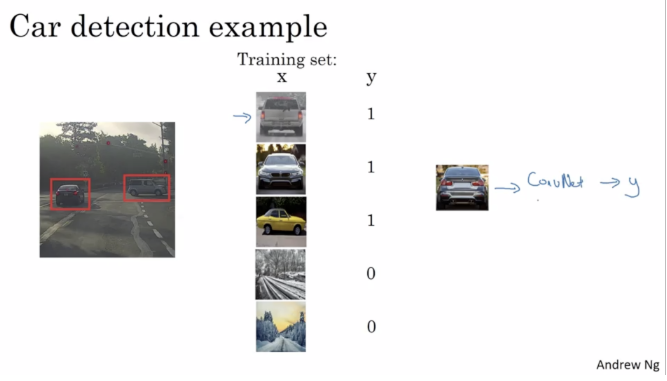 Car detection example
Training set:
x y
1
1
1
0
0
→ ConvNet → y
Andrew Ng